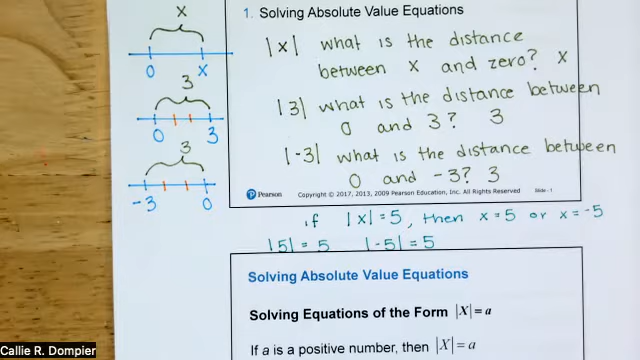 x
0 x
3
0 3
3
-3 0
1. Solving Absolute Value Equations
|x| what is the distance
between x and zero? x
|3| what is the distance between
0 and 3? 3
|-3| what is the distance between
0 and -3? 3
Pearson Copyright © 2017, 2013, 2009 Pearson Education, Inc. All Rights Reserved Slide - 1
if |x| = 5, then x = 5 or x = -5
|5| = 5 |-5| = 5
Solving Absolute Value Equations
Solving Equations of the Form |X| = a
If a is a positive number, then |X| = a
Callie R. Dompier